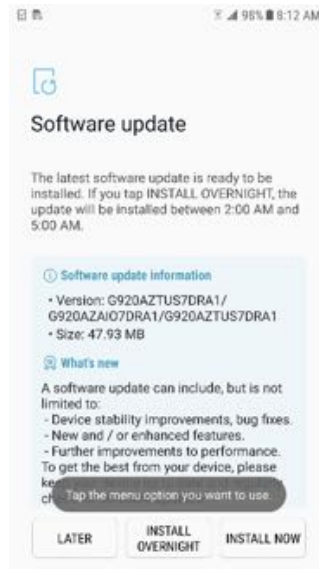 98% 8:12 AM
Software update
The latest software update is ready to be
installed. If you tap INSTALL OVERNIGHT, the
update will be installed between 2:00 AM and
5:00 AM.
Software update information
• Version: G920AZTUS7DRA1/
G920AZAIO7DRA1/G920AZTUS7DRA1
• Size: 47.93 MB
What's new
A software update can include, but is not
limited to:
- Device stability improvements, bug fixes.
- New and / or enhanced features.
- Further improvements to performance.
To get the best from your device, please
Tap the menu option you want to use.
LATER
INSTALL
OVERNIGHT
INSTALL NOW